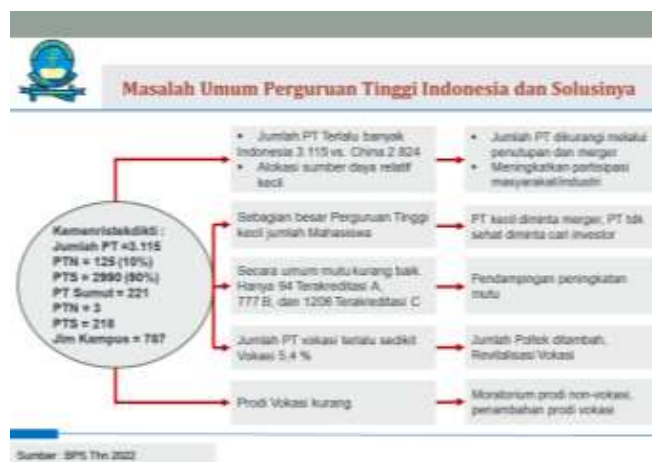 Masalah Umum Perguruan Tinggi Indonesia dan Solusinya
Kemenristekdikti :
Jumlah PT =3.115
PTN = 125 (10%)
PTS = 2990 (90%)
PT Sumut = 221
PTN = 3
PTS = 218
Jlm Kampus = 787
• Jumlah PT Terlalu banyak
Indonesia 3.115 vs. China 2.824
• Alokasi sumber daya relatif
kecil
• Jumlah PT dikurangi melalui
penutupan dan merger
• Meningkatkan partisipasi
masyarakat/industri
Sebagian besar Perguruan Tinggi
kecil jumlah Mahasiswa
PT kecil diminta merger, PT tdk
sehat diminta cari investor
Secara umum mutu kurang baik
Hanya 94 Terakreditasi A,
777 B, dan 1206 Terakreditasi C
Pendampingan peningkatan
mutu
Jumlah PT vokasi terlalu sedikit
Vokasi 5,4 %
Jumlah Poltek ditambah,
Revitalisasi Vokasi
Prodi Vokasi kurang
Moratorium prodi non-vokasi,
penambahan prodi vokasi
Sumber: BPS Thn 2022